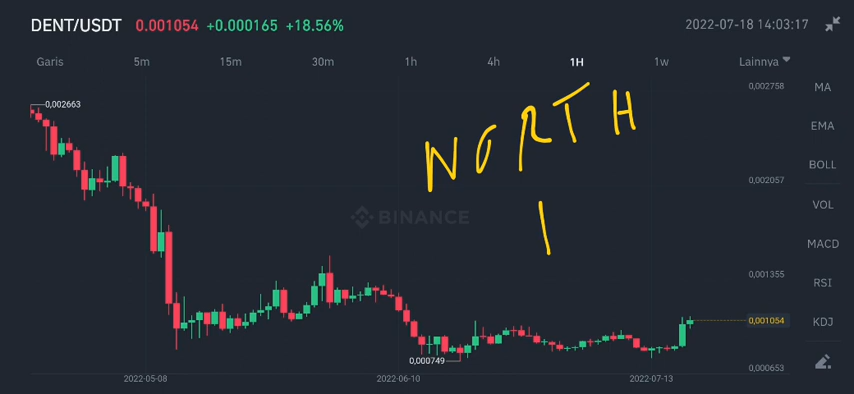 DENT/USDT 0.001054 +0.000165 +18.56% 2022-07-18 14:03:17
Garis 5m 15m 30m 1h 4h 1H 1w Lainnya
0,002758
MA
0,002663
NORTH
EMA
BOLL
0,002057
1
VOL
BINANCE
MACD
0,001355
RSI
0,001054
KDJ
0,000749
0,000653
2022-05-08 2022-06-10 2022-07-13